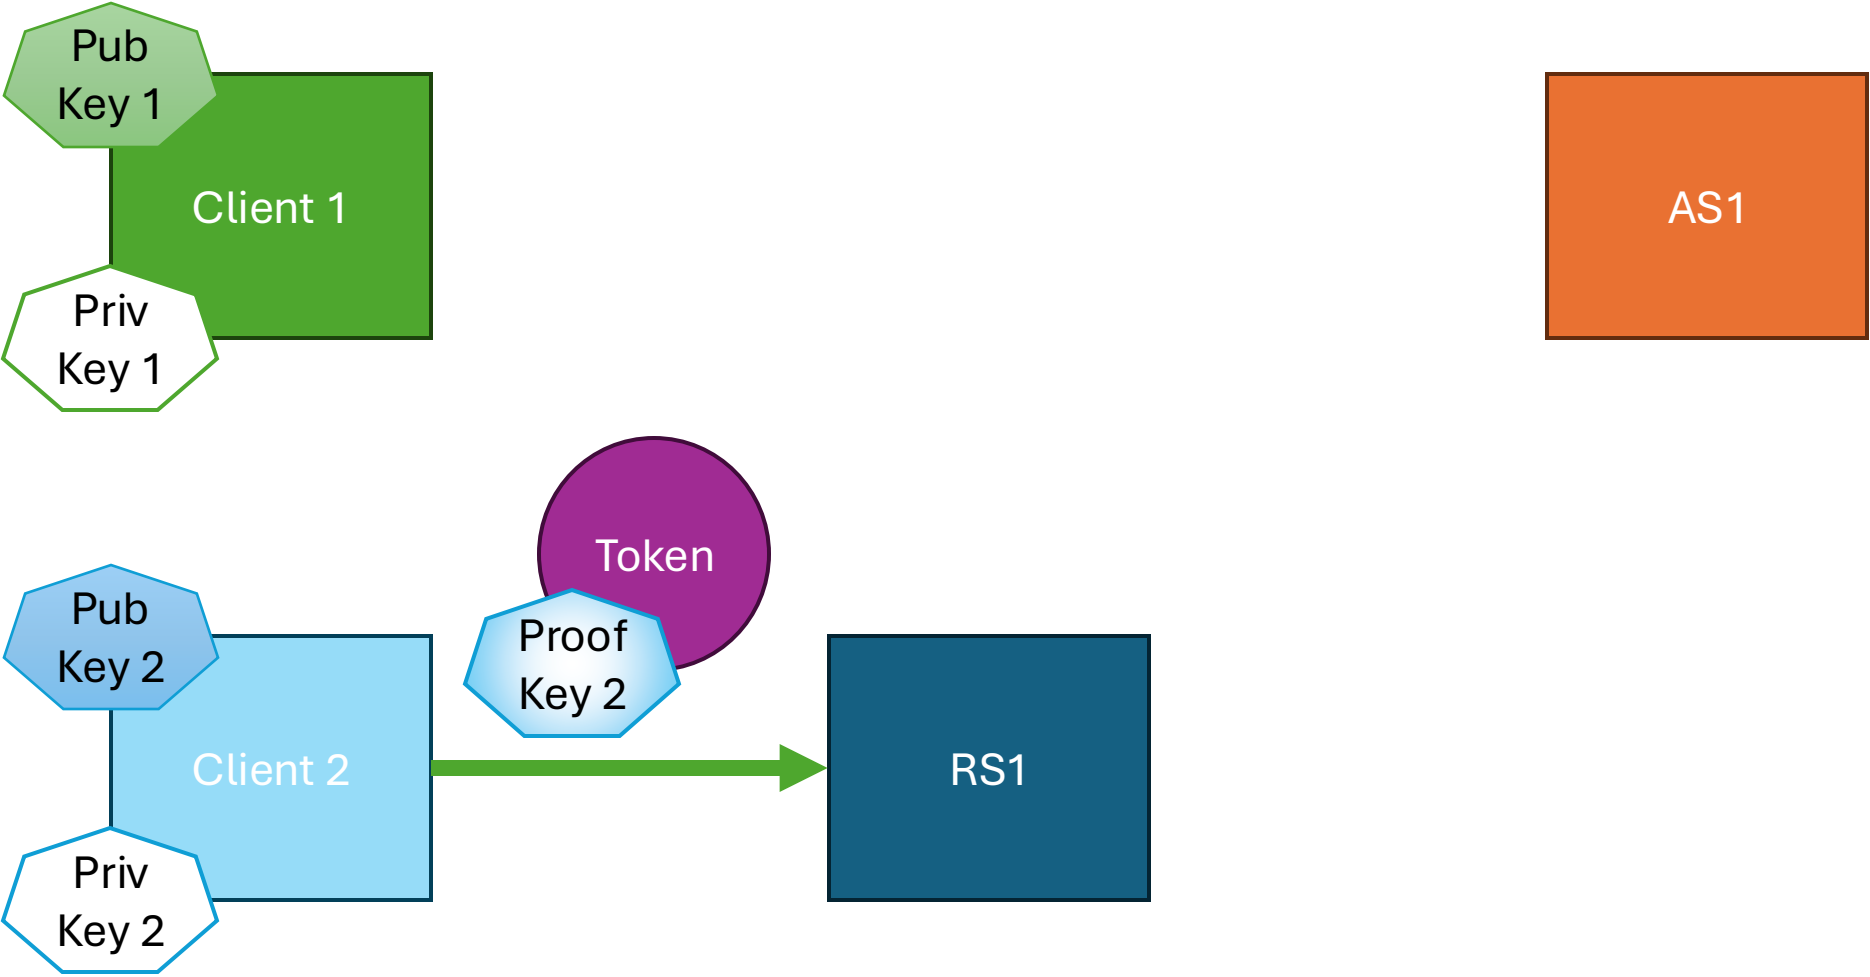 Pub
Key 1
Client 1
AS1
Priv
Key 1
Token
Pub
Key 2
Proof
Key 2
Client 2
RS1
Priv
Key 2